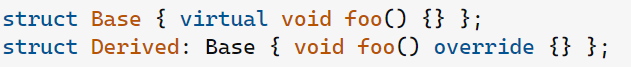 struct Base { virtual void foo() {} };
struct Derived: Base { void foo() override {} };